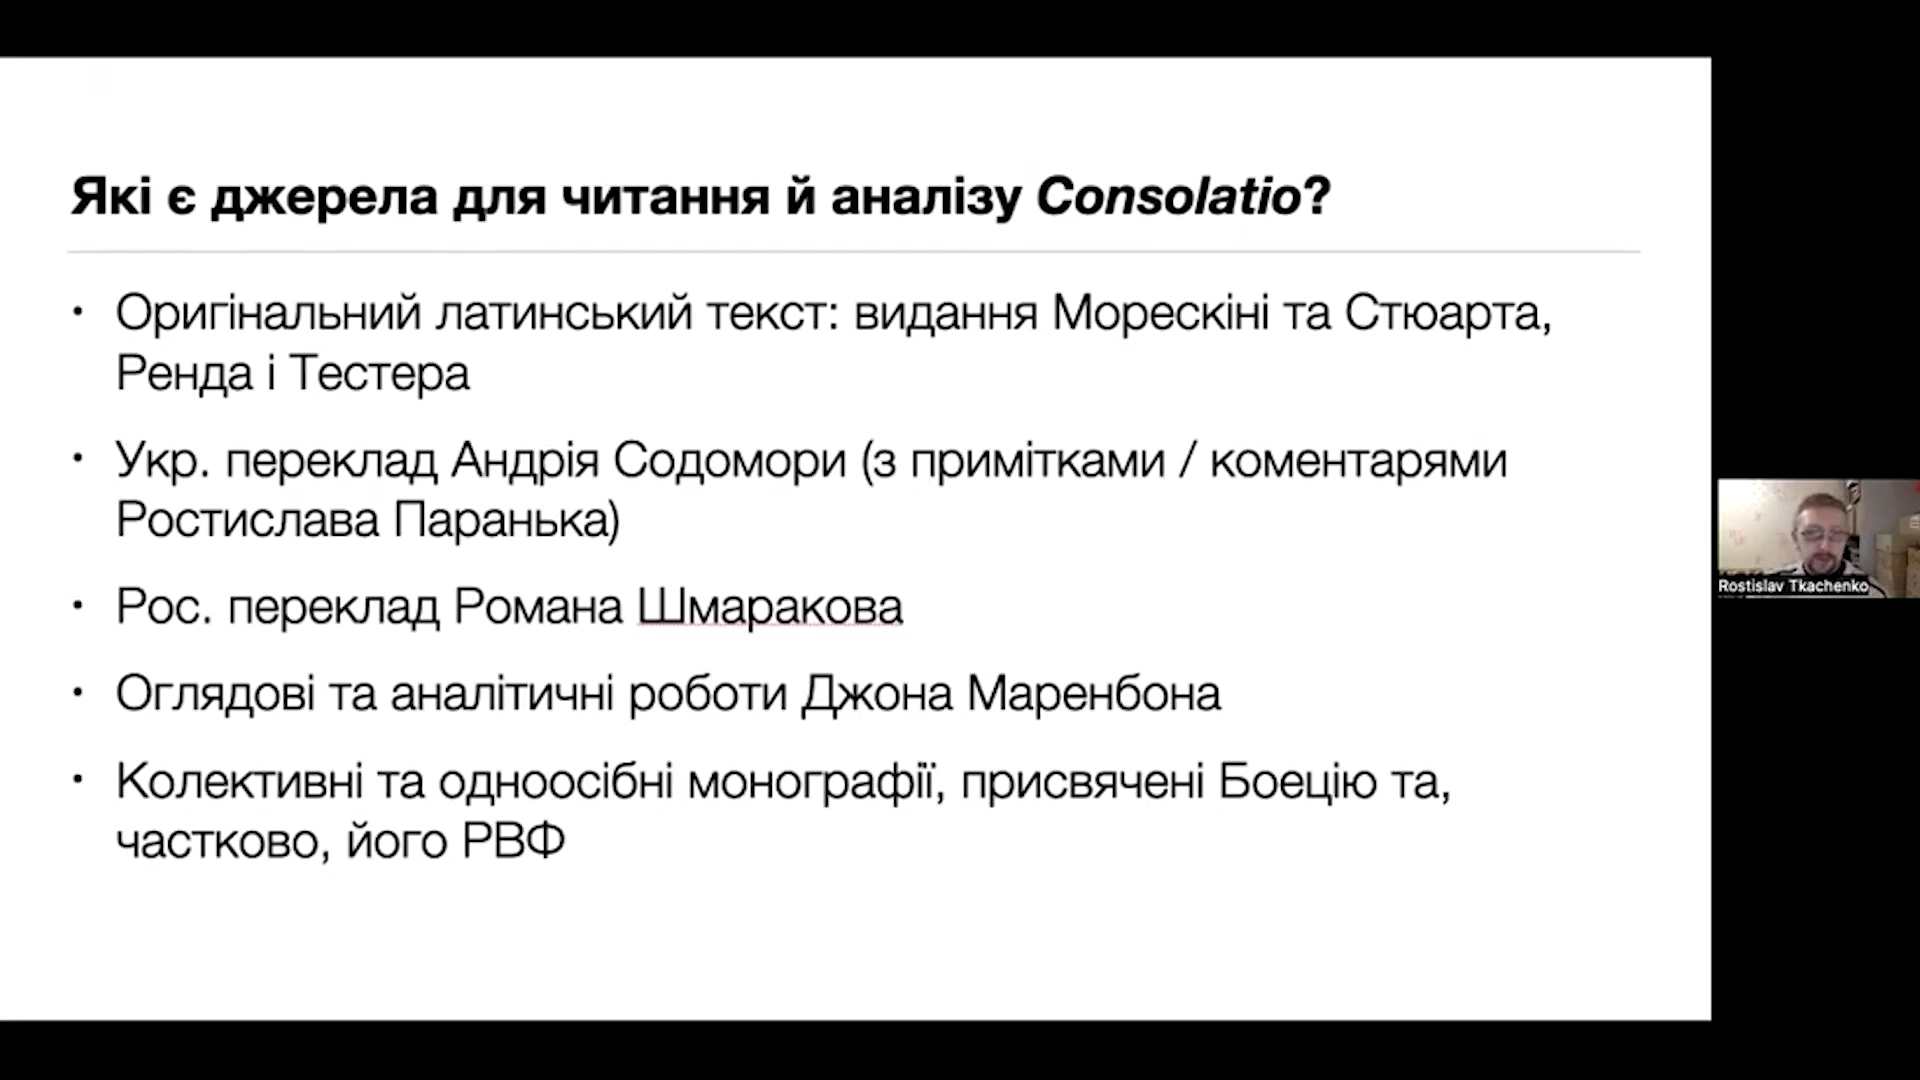 Які є джерела для читання й аналізу Consolatio?
• Оригінальний латинський текст: видання Морескіні та Стюарта,
Ренда і Тестера
• Укр. переклад Андрія Содомори (з примітками / коментарями
Ростислава Паранька)
• Рос. переклад Романа Шмаракова
• Оглядові та аналітичні роботи Джона Маренбона
• Колективні та одноосібні монографії, присвячені Боецію та,
частково, його РВФ
Rostislav Tkachenko